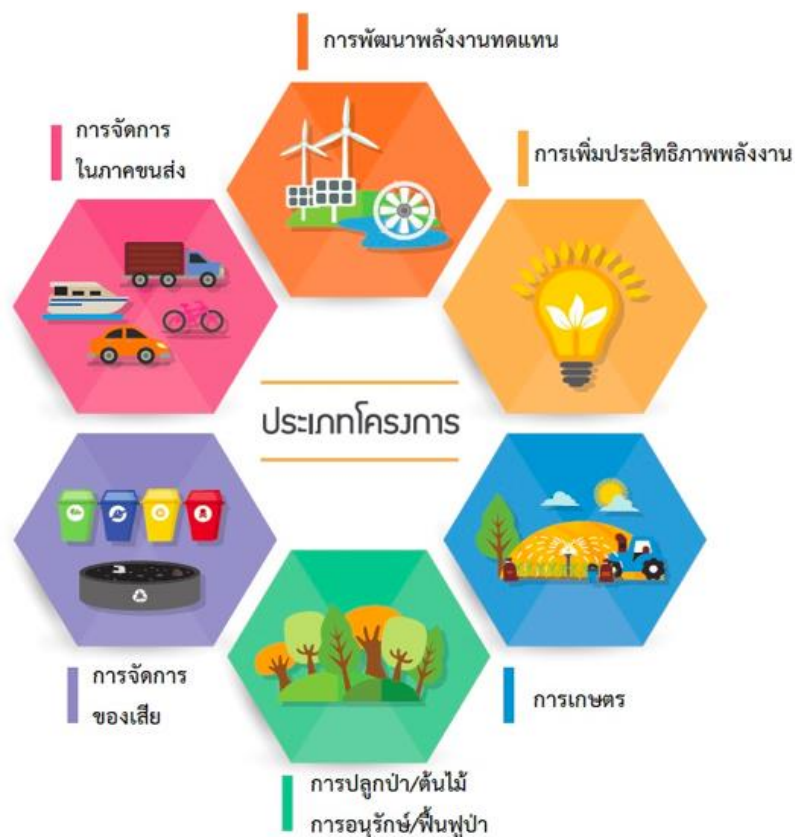 การพัฒนาพลังงานทดแทน
การจัดการ
ในภาคขนส่ง
การเพิ่มประสิทธิภาพพลังงาน
ประเภทโครงการ
การจัดการ
ของเสีย
การเกษตร
การปลูกป่า/ต้นไม้
การอนุรักษ์/ฟื้นฟูป่า